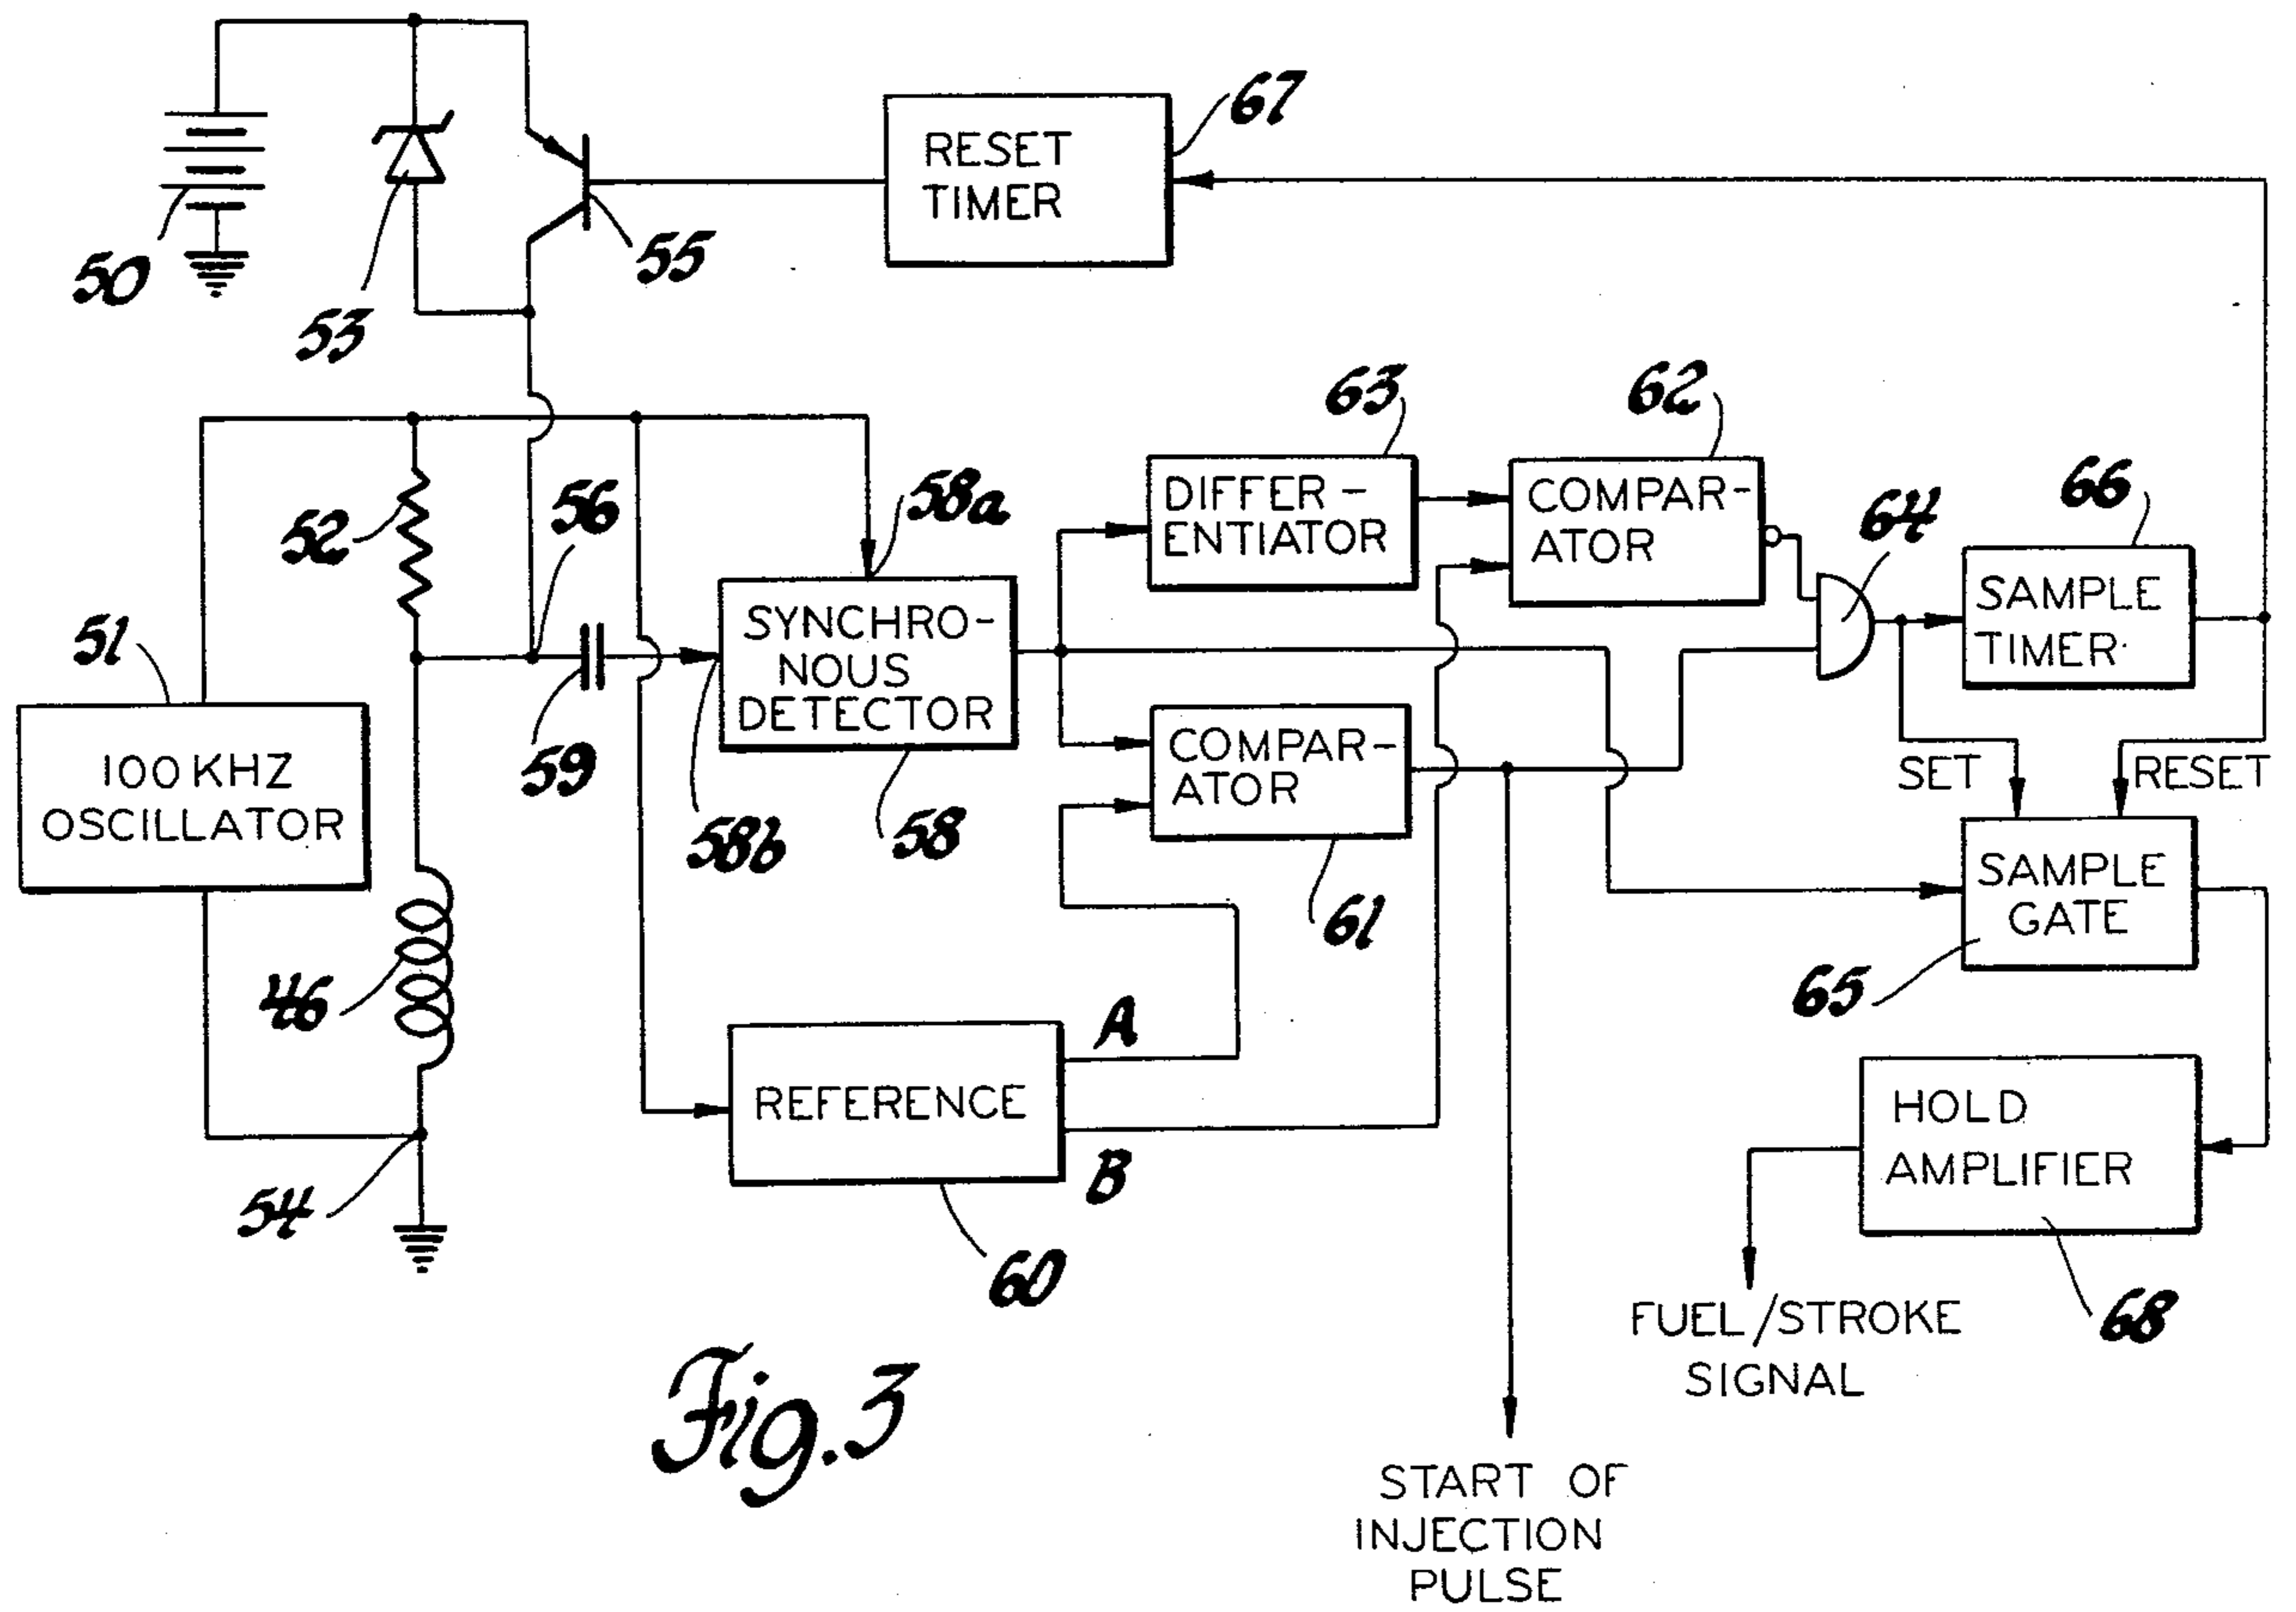 67
RESET
TIMER
50
53
55
63
62
58a
56
52
66
64
DIFFER-
ENTIATOR
COMPAR-
ATOR
SAMPLE
TIMER
51
SYNCHRO-
NOUS
DETECTOR
59
58b
58
COMPAR-
ATOR
100 KHZ
OSCILLATOR
SET
RESET
61
SAMPLE
GATE
65
46
A
REFERENCE
B
54
60
HOLD
AMPLIFIER
68
FUEL/STROKE
SIGNAL
Fig. 3
START OF
INJECTION
PULSE